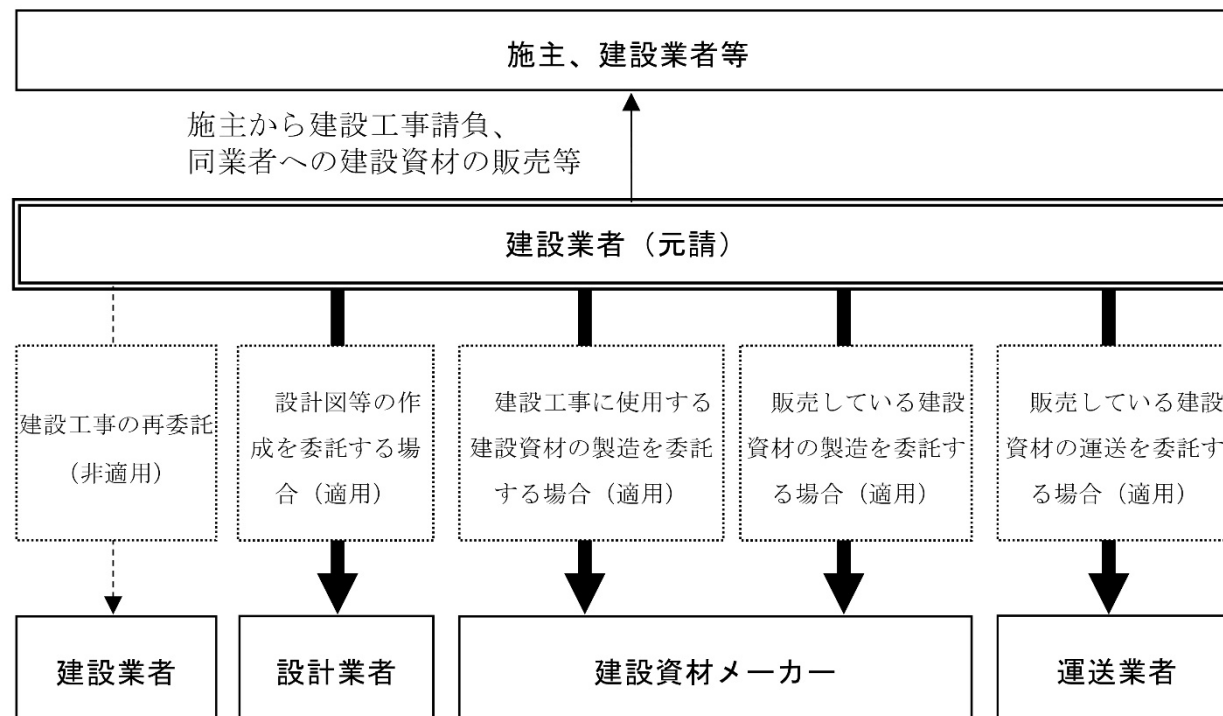 施主、建設業者等
施主から建設工事請負、
同業者への建設資材の販売等
建設業者（元請）
建設工事の再委託
（非適用）
設計図等の作
成を委託する場
合（適用）
建設工事に使用する
建設資材の製造を委託
する場合（適用）
販売している建設
資材の製造を委託す
る場合（適用）
販売している建設
資材の運送を委託す
る場合（適用）
建設業者
設計業者
建設資材メーカー
運送業者